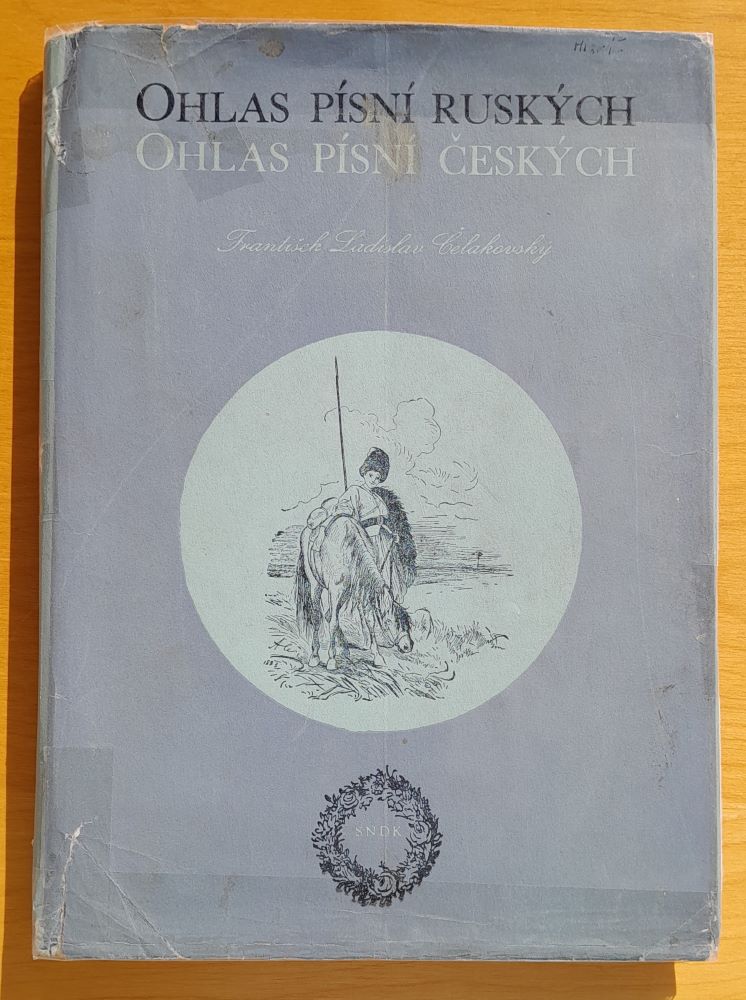 OHLAS PÍSNÍ RUSKÝCH
OHLAS PÍSNÍ ČESKÝCH
František Ladislav Čelakovský
SNDK